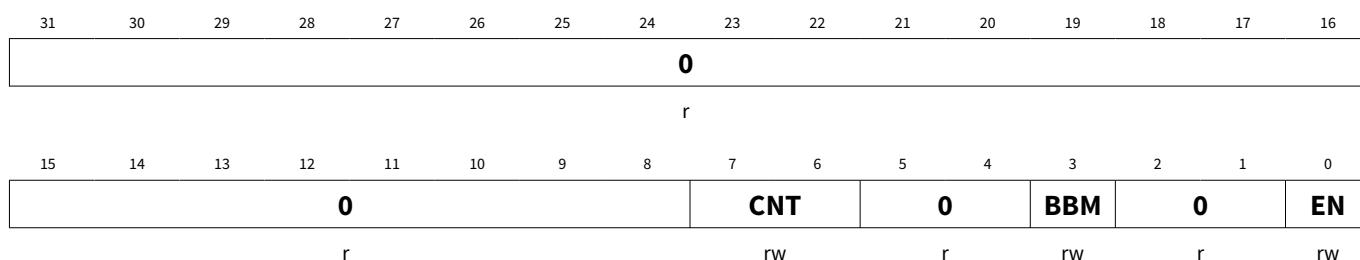 31 30 29 28 27 26 25 24 23 22 21 20 19 18 17 16
0
r
15 14 13 12 11 10 9 8 7 6 5 4 3 2 1 0
0 CNT 0 BBM 0 EN
r rw r rw r rw